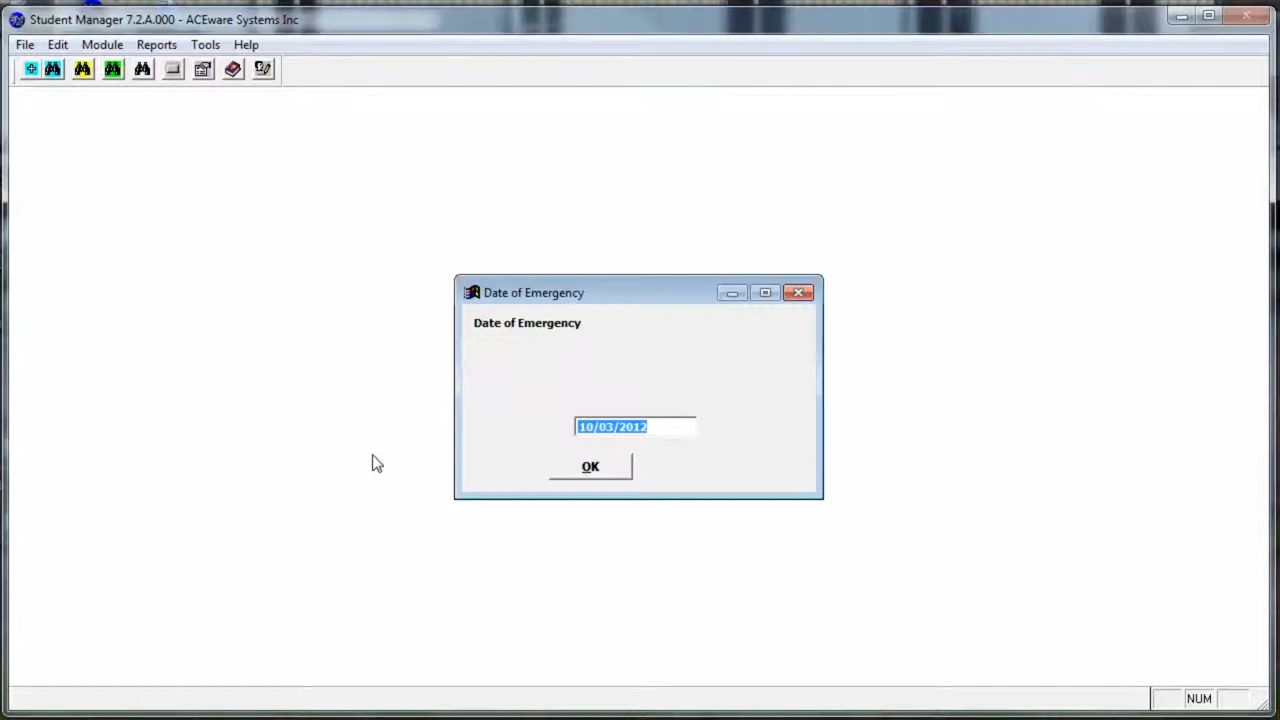 Student Manager 7.2.A.000 - ACEware Systems Inc
File Edit Module Reports Tools Help
Date of Emergency
Date of Emergency
10/03/2012
OK
NUM